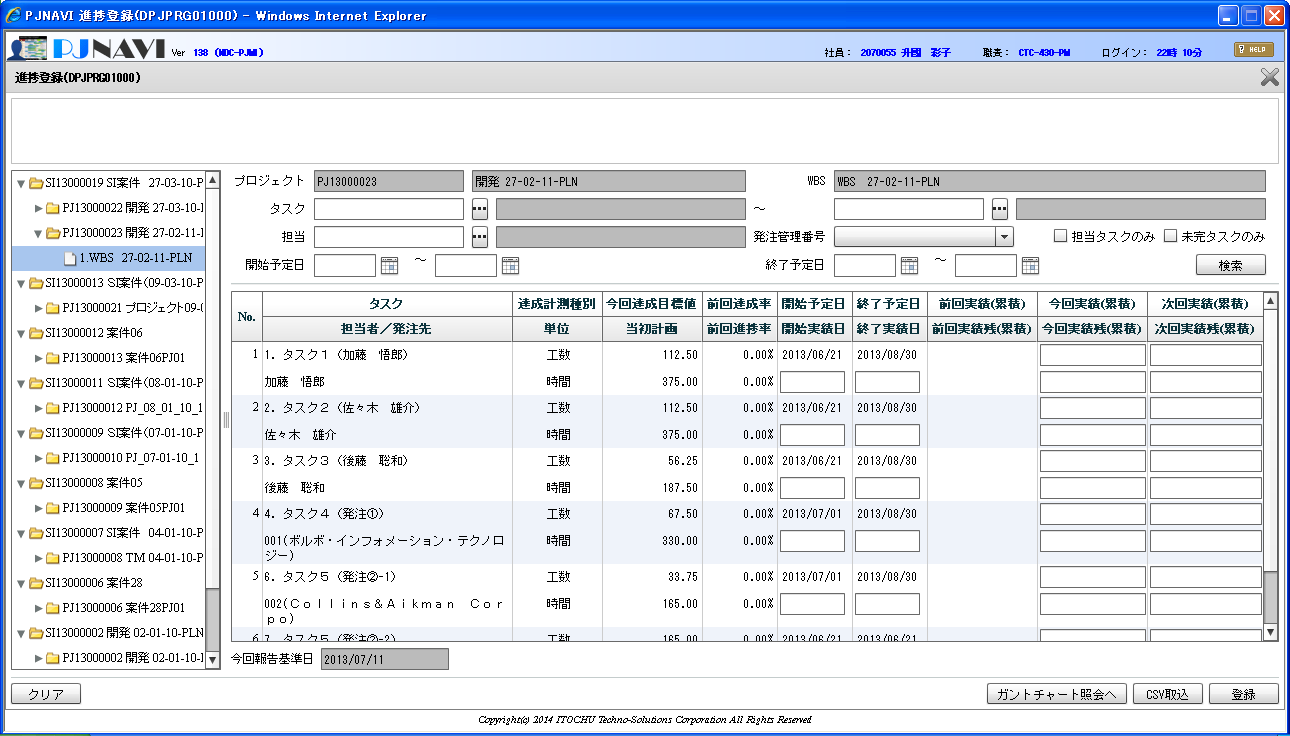 PJNAVI 進捗登録(DPJPRG01000) - Windows Internet Explorer
PJNAVI Ver 138 (NDC-PJMI) 社員： 2070055 升國 彩子 職責： CTC-430-PM ログイン： 22時 10分 HELP
進捗登録(DPJPRG01000)
SI13000019 SI案件 27-03-10-P
PJ13000022 開発 27-03-10-I
PJ13000023 開発 27-02-11-I
1.WBS 27-02-11-PLN
SI13000013 SI案件(09-03-10-P
PJ13000021 プロジェクト09-(
SI13000012 案件06
PJ13000013 案件06PJ01
SI13000011 SI案件(08-01-10-P
PJ13000012 PJ_08_01_10_1
SI13000009 SI案件(07-01-10-P
PJ13000010 PJ_07-01-10_1
SI13000008 案件05
PJ13000009 案件05PJ01
SI13000007 SI案件 04-01-10-P
PJ13000008 TM 04-01-10-P
SI13000006 案件28
PJ13000006 案件28PJ01
SI13000002 開発 02-01-10-PLN
PJ13000002 開発 02-01-10-I
プロジェクト PJ13000023 開発 27-02-11-PLN WBS WBS 27-02-11-PLN
タスク ... ～ ...
担当 ... 発注管理番号 担当タスクのみ 未完タスクのみ
開始予定日 ～ 終了予定日 ～ 検索
No. タスク 達成計測種別 今回達成目標値 前回達成率 開始予定日 終了予定日 前回実績(累積) 今回実績(累積) 次回実績(累積)
担当者／発注先 単位 当初計画 前回進捗率 開始実績日 終了実績日 前回実績残(累積) 今回実績残(累積) 次回実績残(累積)
1 1. タスク１（加藤 悟郎） 工数 112.50 0.00% 2013/06/21 2013/08/30
加藤 悟郎 時間 375.00 0.00%
2 2. タスク２（佐々木 雄介） 工数 112.50 0.00% 2013/06/21 2013/08/30
佐々木 雄介 時間 375.00 0.00%
3 3. タスク３（後藤 聡和） 工数 56.25 0.00% 2013/06/21 2013/08/30
後藤 聡和 時間 187.50 0.00%
4 4. タスク４（発注①） 工数 67.50 0.00% 2013/07/01 2013/08/30
001(ボルボ・インフォメーション・テクノロ 時間 330.00 0.00%
ジー)
5 6. タスク５（発注②-1） 工数 33.75 0.00% 2013/07/01 2013/08/30
002(Ｃｏｌｌｉｎｓ＆Ａｉｋｍａｎ Ｃｏｒ 時間 165.00 0.00%
ｐｏ)
6 7. タスク５（発注②-2） 工数 165.00 0.00% 2013/06/21 2013/06/21
今回報告基準日 2013/07/11
クリア ガントチャート照会へ CSV取込 登録
Copyright(c) 2014 ITOCHU Techno-Solutions Corporation All Rights Reserved